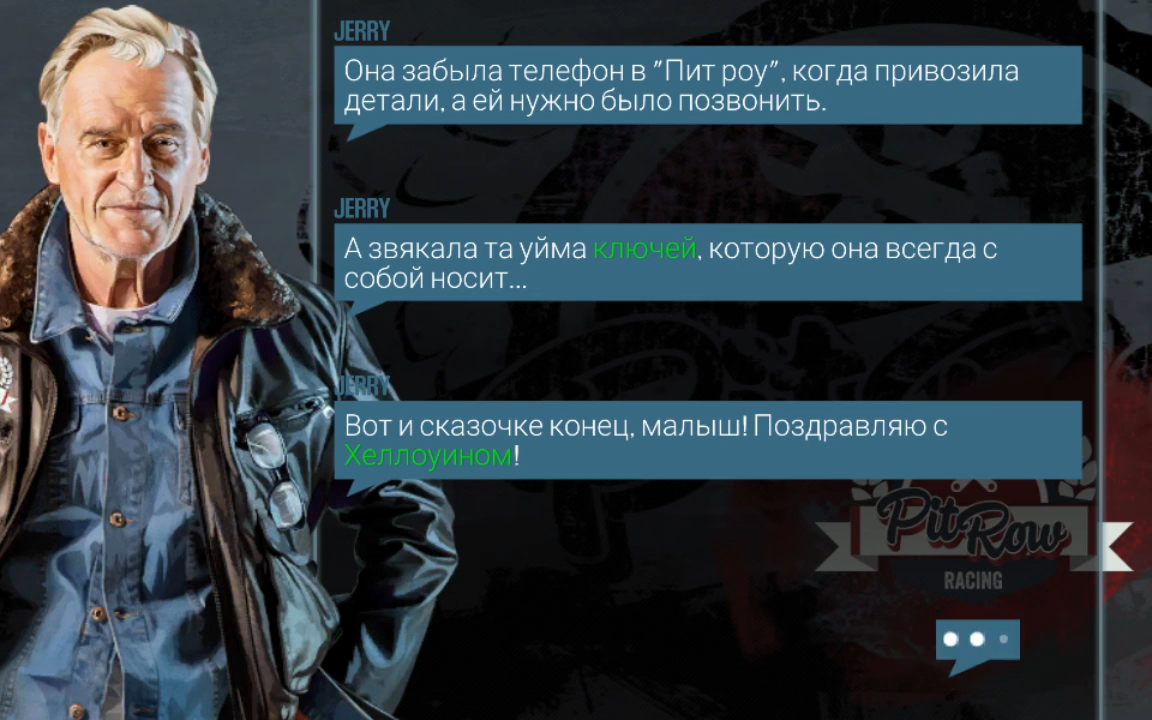 JERRY
Она забыла телефон в "Пит роу", когда привозила
детали, а ей нужно было позвонить.
JERRY
А звякала та уйма ключей, которую она всегда с
собой носит...
JERRY
Вот и сказочке конец, малыш! Поздравляю с
Хеллоуином!
PitRow
RACING